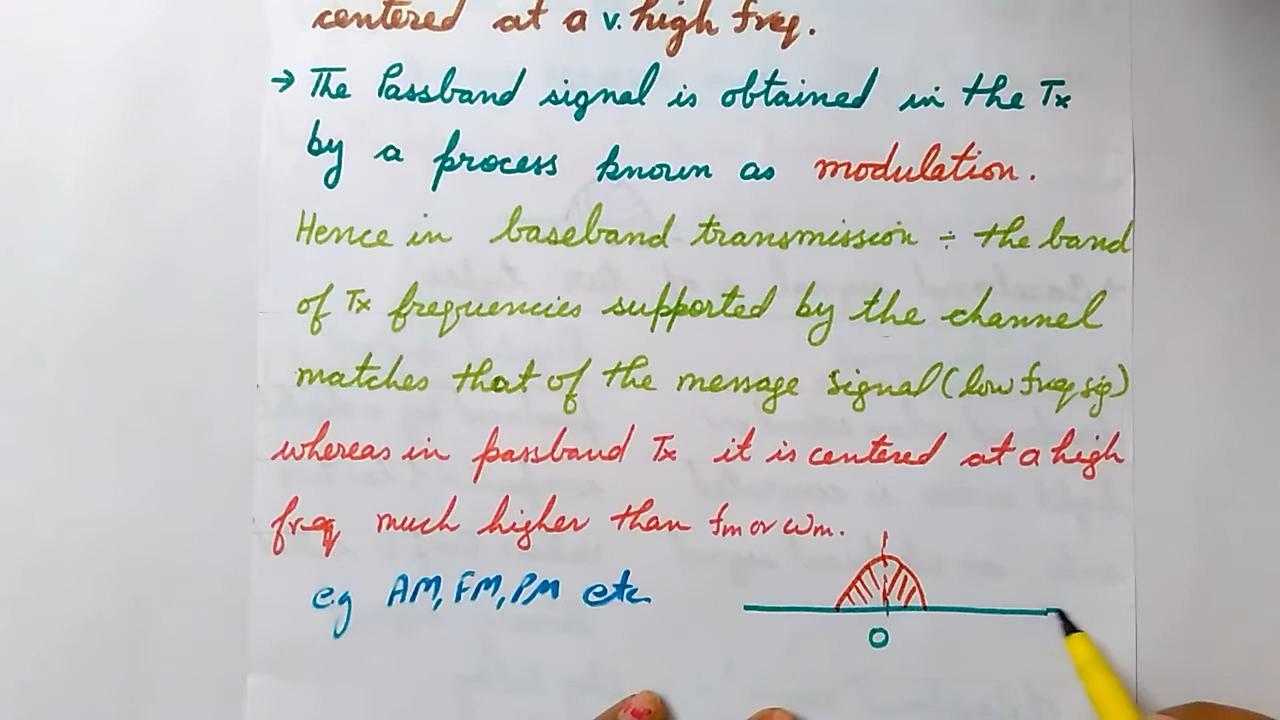 centered at a v. high freq.
→ The Passband signal is obtained in the Tx
by a process known as modulation.
Hence in baseband transmission ÷ the band
of Tx frequencies supported by the channel
matches that of the message signal (low freq sig)
whereas in passband Tx it is centered at a high
freq much higher than fm or ωm.
e.g AM, FM, PM etc
0